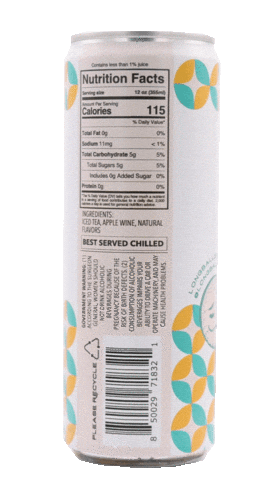 Contains less than 1% juice
Nutrition Facts
Serving size 12 oz (355ml)
Amount Per Serving
Calories 115
% Daily Value*
Total Fat 0g 0%
Sodium 11mg < 1%
Total Carbohydrate 5g 5%
Total Sugars 5g 5%
Includes 0g Added Sugar 0%
Protein 0g 0%
INGREDIENTS:
ICED TEA, APPLE WINE, NATURAL
FLAVORS
BEST SERVED CHILLED
GOVERNMENT WARNING: (1)
ACCORDING TO THE SURGEON
GENERAL, WOMEN SHOULD
NOT DRINK ALCOHOLIC
BEVERAGES DURING
PREGNANCY BECAUSE OF THE
RISK OF BIRTH DEFECTS. (2)
CONSUMPTION OF ALCOHOLIC
BEVERAGES IMPAIRS YOUR
ABILITY TO DRIVE A CAR OR
OPERATE MACHINERY, AND MAY
CAUSE HEALTH PROBLEMS.
PLEASE RECYCLE
8 50029 71832 1